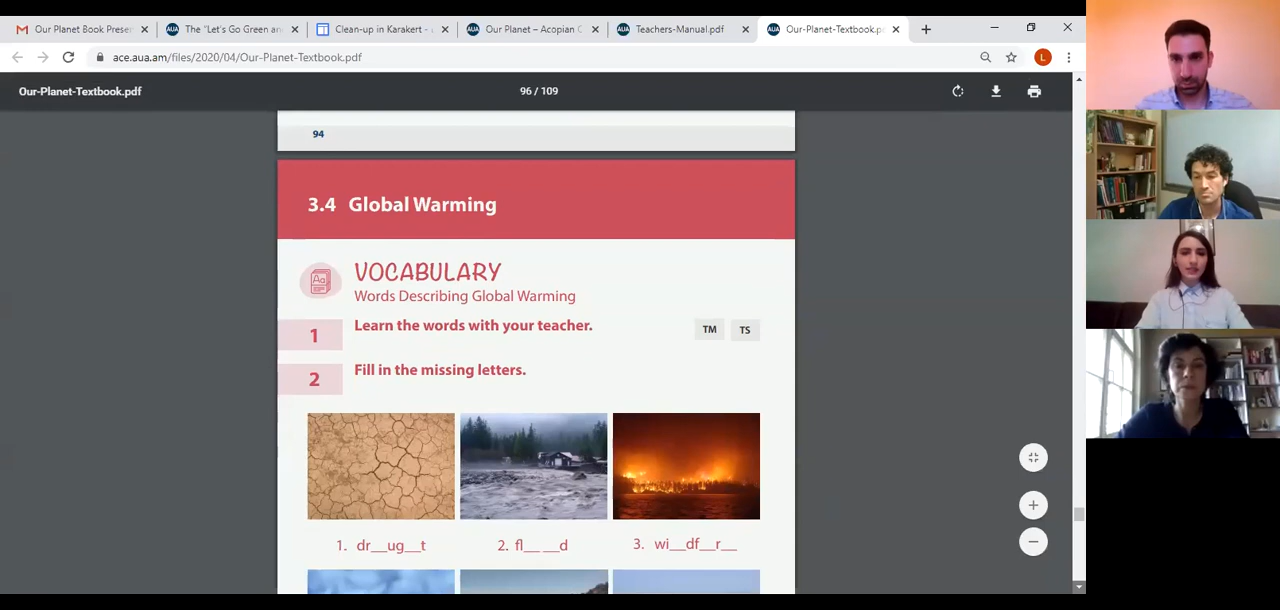 Our Planet Book Presen
The "Let's Go Green an
Clean-up in Karakert - a
Our Planet – Acopian C
Teachers-Manual.pdf
Our-Planet-Textbook.p
ace.aua.am/files/2020/04/Our-Planet-Textbook.pdf
L
Our-Planet-Textbook.pdf
96 / 109
94
3.4 Global Warming
Aa
VOCABULARY
Words Describing Global Warming
1 Learn the words with your teacher.
TM TS
2 Fill in the missing letters.
1. dr__ug__t
2. fl__ __d
3. wi__df__r__